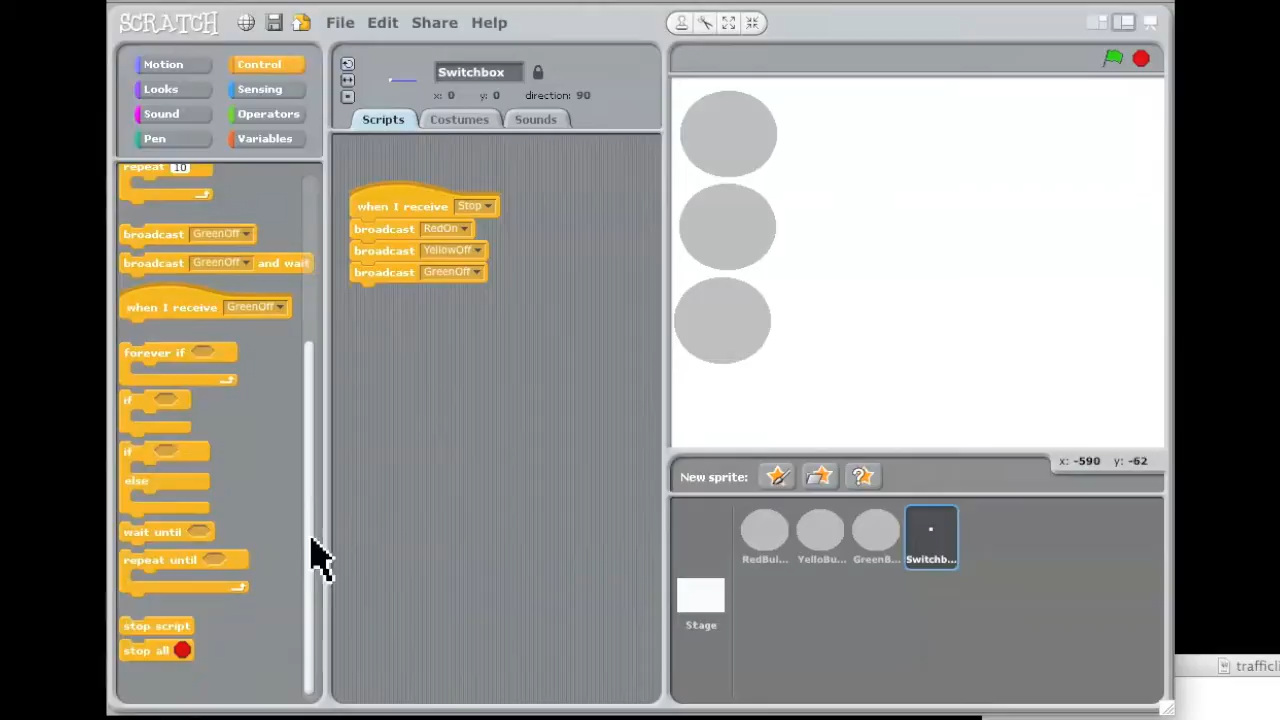 SCRATCH File Edit Share Help
Motion Control
Looks Sensing
Sound Operators
Pen Variables
Switchbox
x: 0 y: 0 direction: 90
Scripts Costumes Sounds
repeat 10
broadcast GreenOff
broadcast GreenOff and wait
when I receive GreenOff
forever if
if
if
else
wait until
repeat until
stop script
stop all
when I receive Stop
broadcast RedOn
broadcast YellowOff
broadcast GreenOff
x: -590 y: -62
New sprite:
RedBul... YelloBu... GreenB... Switchb...
Stage
trafficli